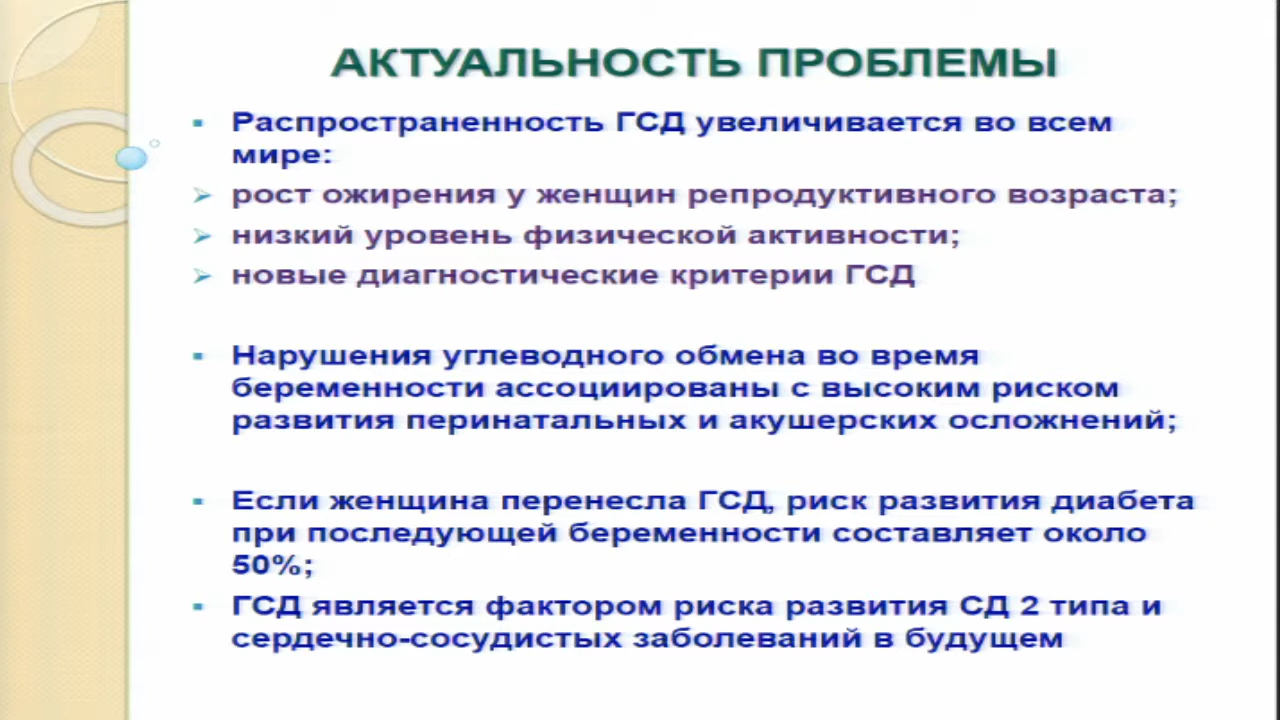 АКТУАЛЬНОСТЬ ПРОБЛЕМЫ
Распространенность ГСД увеличивается во всем
мире:
рост ожирения у женщин репродуктивного возраста;
низкий уровень физической активности;
новые диагностические критерии ГСД
Нарушения углеводного обмена во время
беременности ассоциированы с высоким риском
развития перинатальных и акушерских осложнений;
Если женщина перенесла ГСД, риск развития диабета
при последующей беременности составляет около
50%;
ГСД является фактором риска развития СД 2 типа и
сердечно-сосудистых заболеваний в будущем